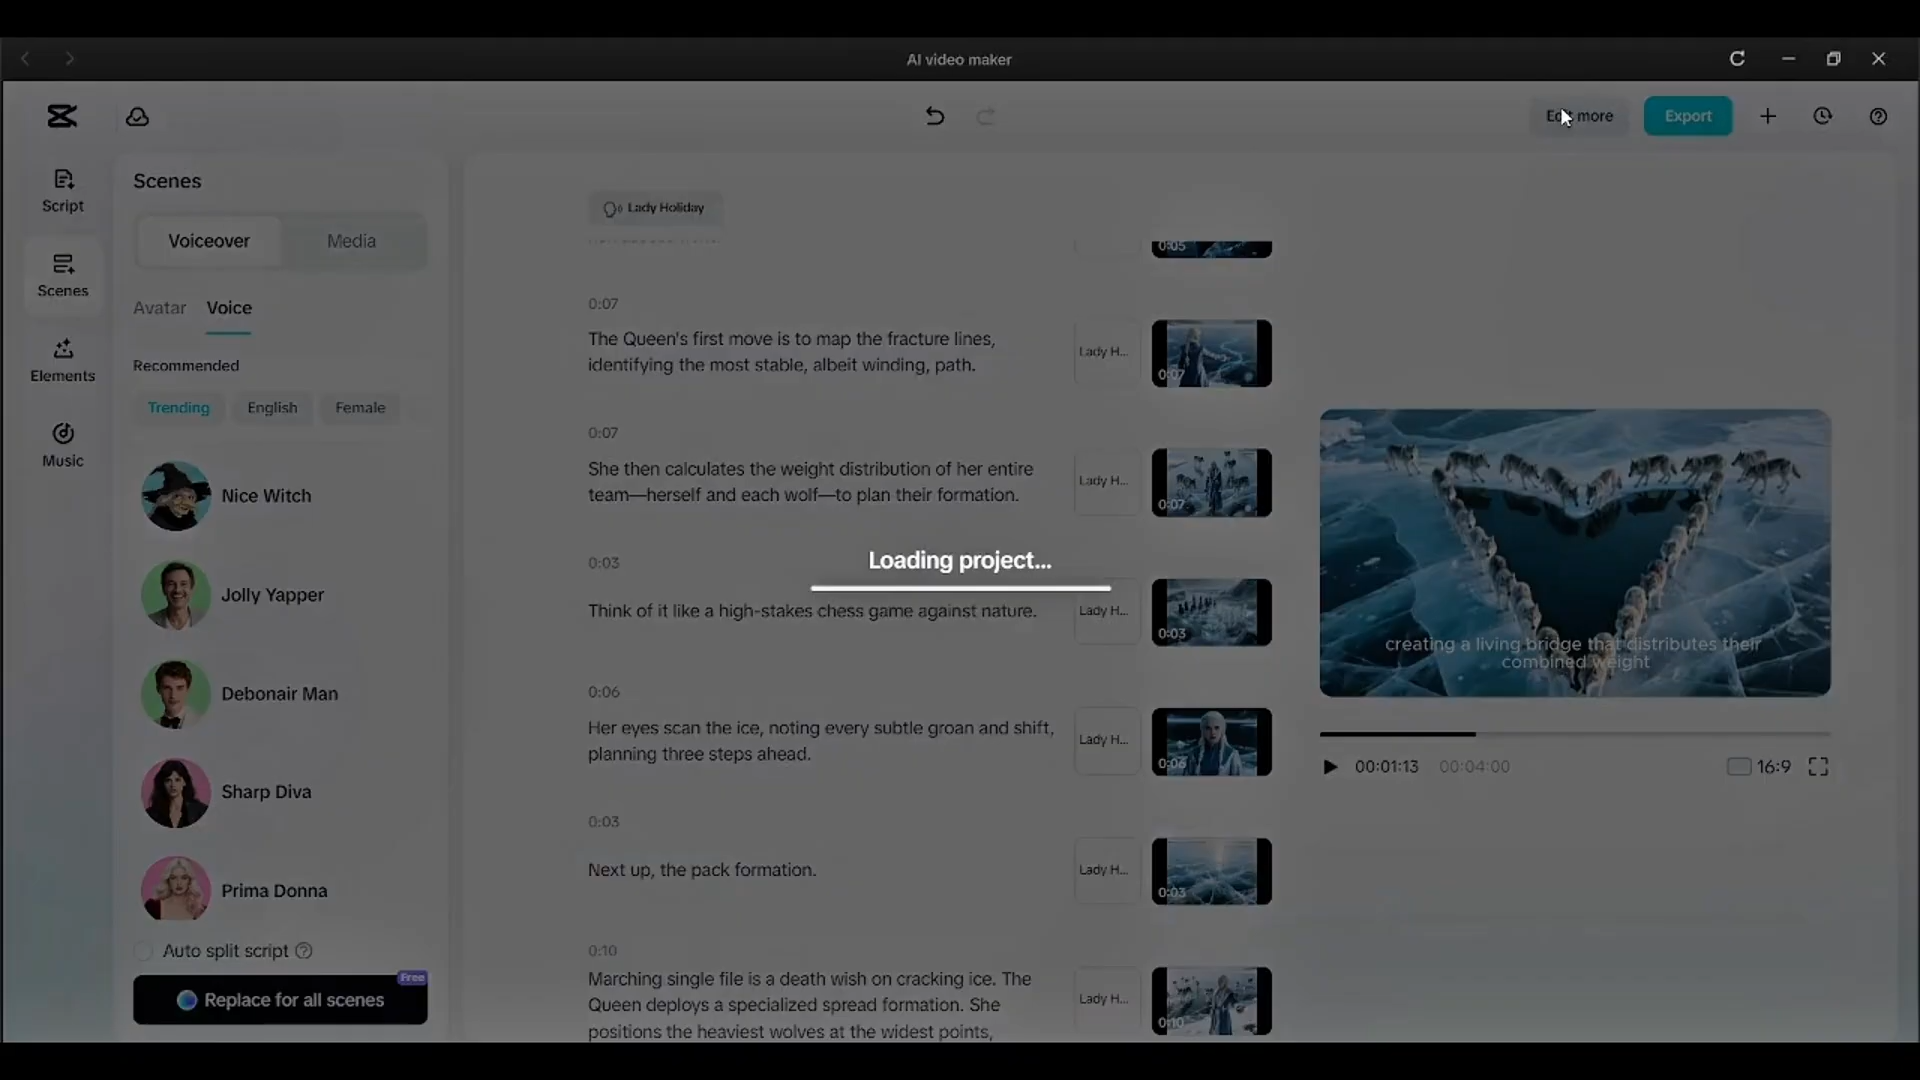 AI video maker
Edit more
Export
Script
Scenes
Elements
Music
Scenes
Voiceover
Media
Avatar
Voice
Recommended
Trending
English
Female
Nice Witch
Jolly Yapper
Debonair Man
Sharp Diva
Prima Donna
Auto split script
Free
Replace for all scenes
Lady Holiday
0:05
0:07
The Queen's first move is to map the fracture lines,
identifying the most stable, albeit winding, path.
Lady H...
0:07
0:07
She then calculates the weight distribution of her entire
team—herself and each wolf—to plan their formation.
Lady H...
0:07
Loading project...
0:03
Think of it like a high-stakes chess game against nature.
Lady H...
0:03
0:06
Her eyes scan the ice, noting every subtle groan and shift,
planning three steps ahead.
Lady H...
0:06
0:03
Next up, the pack formation.
Lady H...
0:03
0:10
Marching single file is a death wish on cracking ice. The
Queen deploys a specialized spread formation. She
positions the heaviest wolves at the widest points,
Lady H...
0:10
creating a living bridge that distributes their
combined weight
00:01:13
00:04:00
16:9